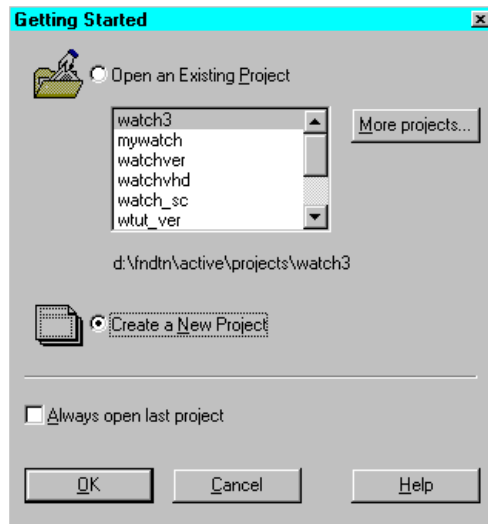 Getting Started
Open an Existing Project
watch3
mywatch
watchver
watchvhd
watch_sc
wtut_ver
More projects...
d:\fndtn\active\projects\watch3
Create a New Project
Always open last project
OK
Cancel
Help